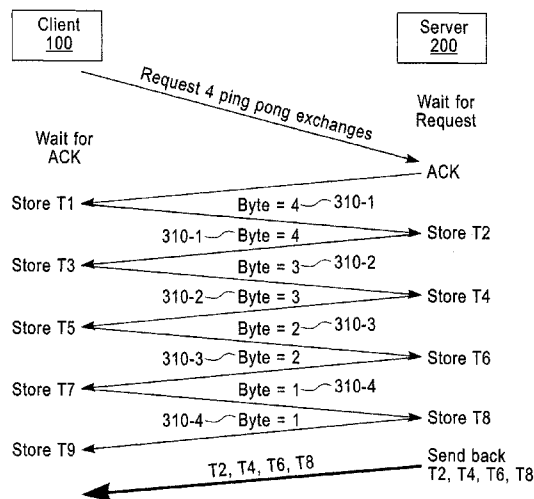 Client
100
Server
200
Request 4 ping pong exchanges
Wait for
Request
Wait for
ACK
ACK
Store T1
Byte = 4
310-1
310-1
Byte = 4
Store T2
Store T3
Byte = 3
310-2
310-2
Byte = 3
Store T4
Store T5
Byte = 2
310-3
310-3
Byte = 2
Store T6
Store T7
Byte = 1
310-4
310-4
Byte = 1
Store T8
Store T9
T2, T4, T6, T8
Send back
T2, T4, T6, T8